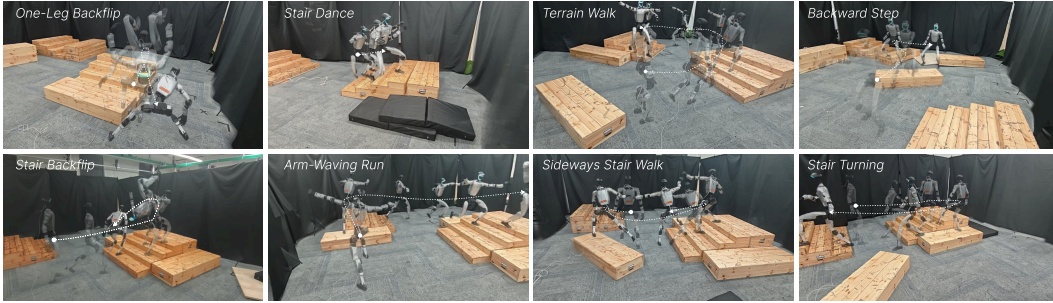 One-Leg Backflip
Stair Dance
Terrain Walk
Backward Step
Stair Backflip
Arm-Waving Run
Sideways Stair Walk
Stair Turning